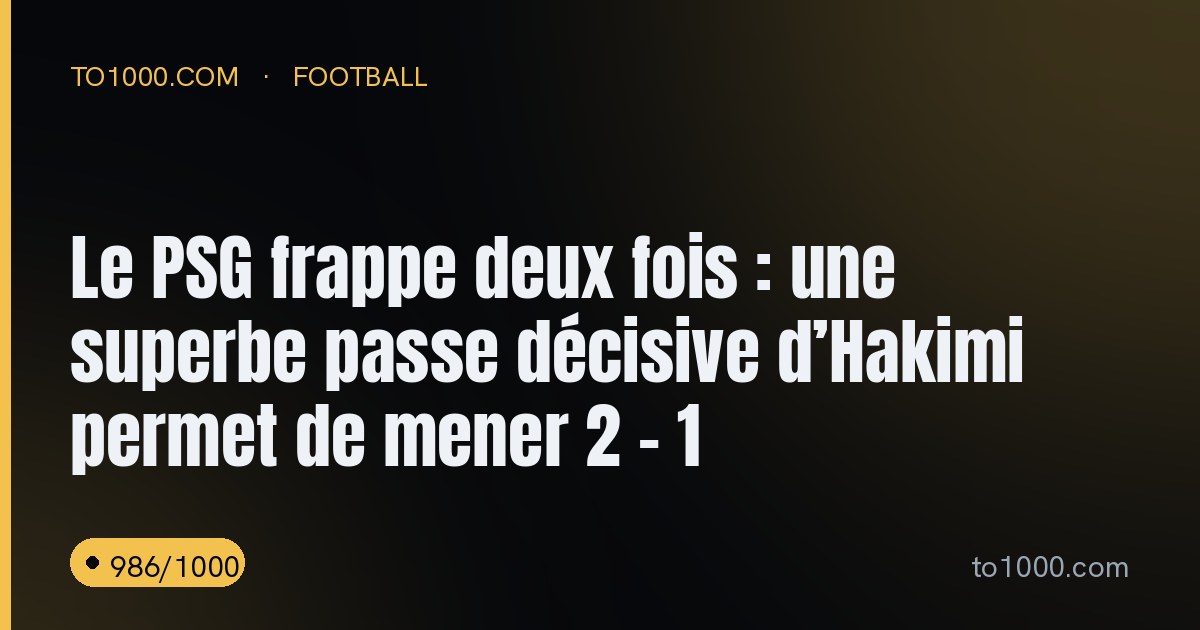 TO1000.COM · FOOTBALL
Le PSG frappe deux fois : une
superbe passe décisive d’Hakimi
permet de mener 2 - 1
986/1000
to1000.com